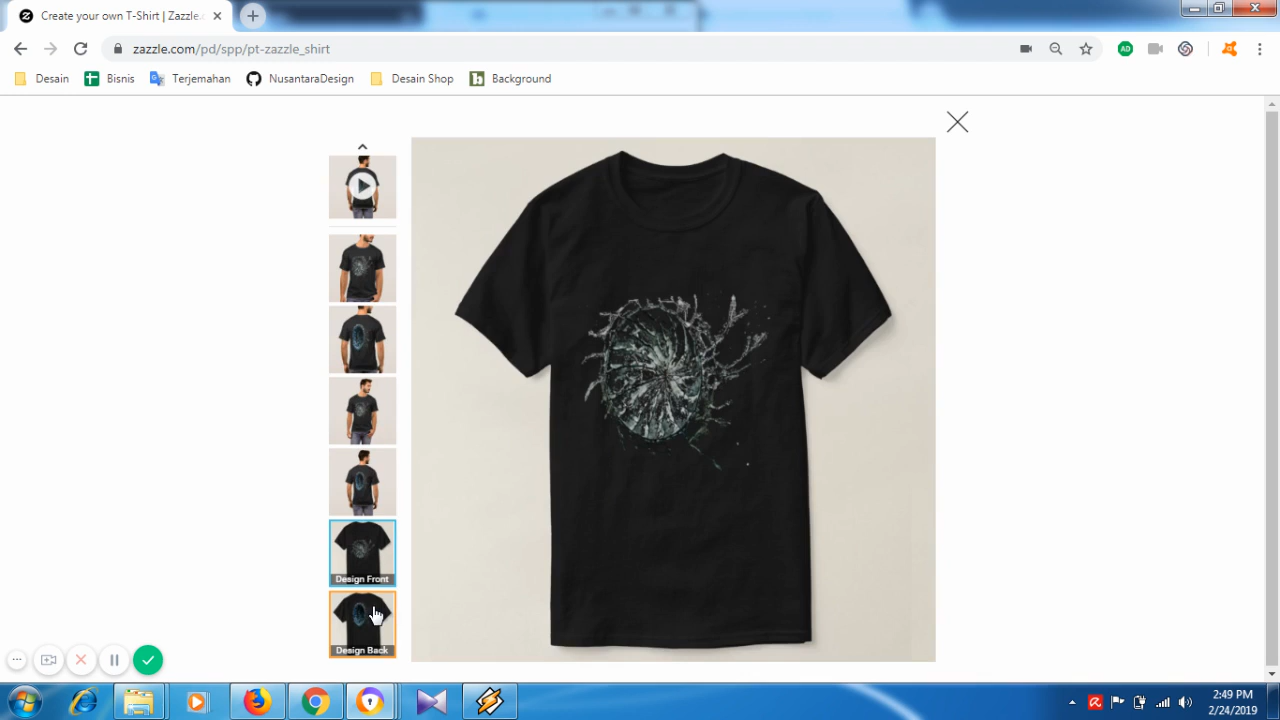 Create your own T-Shirt | Zazzle.c
zazzle.com/pd/spp/pt-zazzle_shirt
AD
Desain Bisnis Terjemahan NusantaraDesign Desain Shop Background
Design Front
Design Back
2:49 PM
2/24/2019